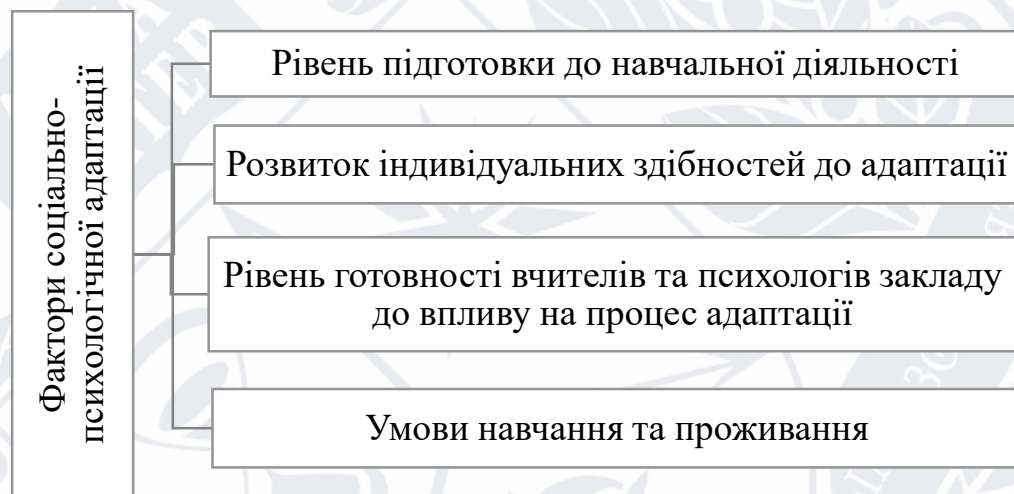 Фактори соціально-
психологічної адаптації
Рівень підготовки до навчальної діяльності
Розвиток індивідуальних здібностей до адаптації
Рівень готовності вчителів та психологів закладу
до впливу на процес адаптації
Умови навчання та проживання